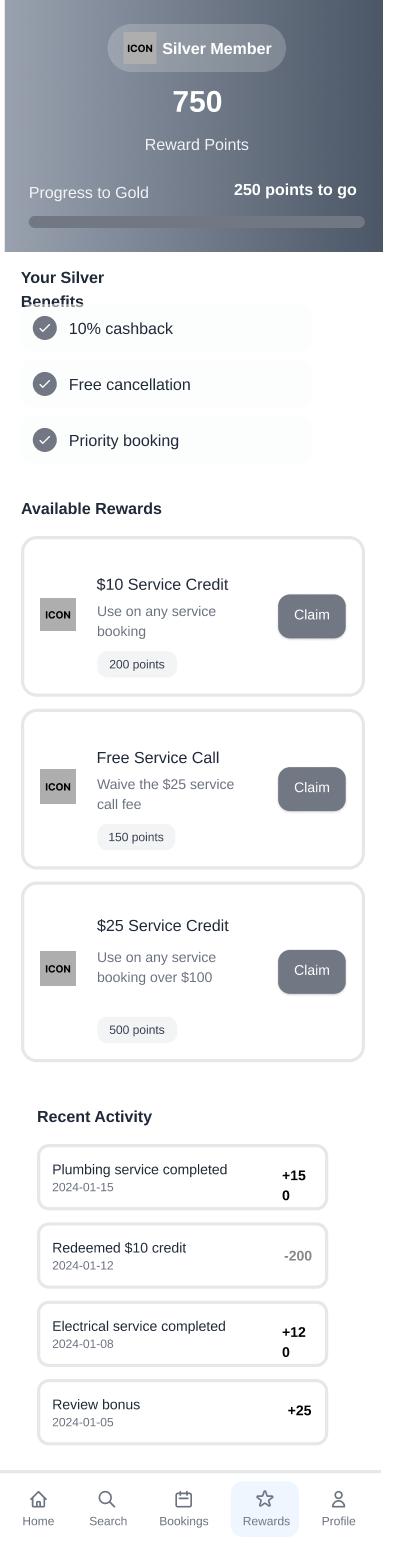 ICON Silver Member
750
Reward Points
Progress to Gold 250 points to go
Your Silver
Benefits
10% cashback
Free cancellation
Priority booking
Available Rewards
$10 Service Credit
Use on any service
booking
ICON
Claim
200 points
Free Service Call
Waive the $25 service
call fee
ICON
Claim
150 points
$25 Service Credit
Use on any service
booking over $100
ICON
Claim
500 points
Recent Activity
Plumbing service completed
2024-01-15
+15
0
Redeemed $10 credit
2024-01-12
-200
Electrical service completed
2024-01-08
+12
0
Review bonus
2024-01-05
+25
Home Search Bookings Rewards Profile